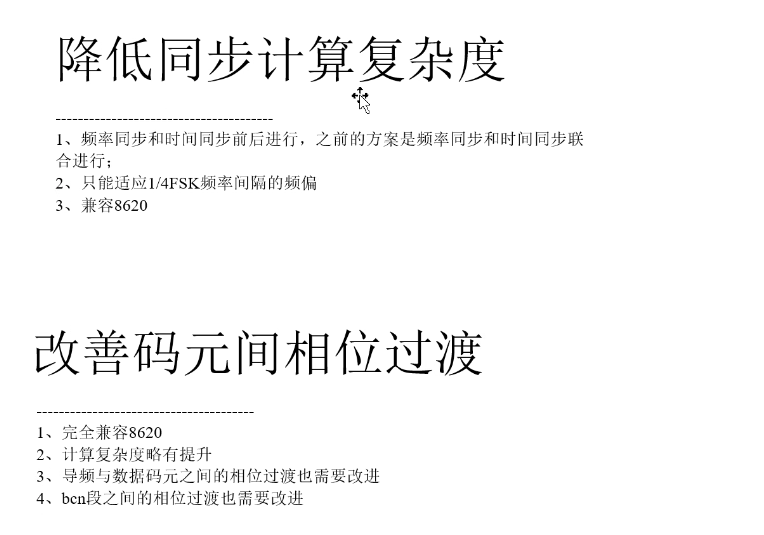 降低同步计算复杂度
---------------------------------------
1、频率同步和时间同步前后进行，之前的方案是频率同步和时间同步联
合进行；
2、只能适应1/4FSK频率间隔的频偏
3、兼容8620
改善码元间相位过渡
---------------------------------------
1、完全兼容8620
2、计算复杂度略有提升
3、导频与数据码元之间的相位过渡也需要改进
4、bcn段之间的相位过渡也需要改进